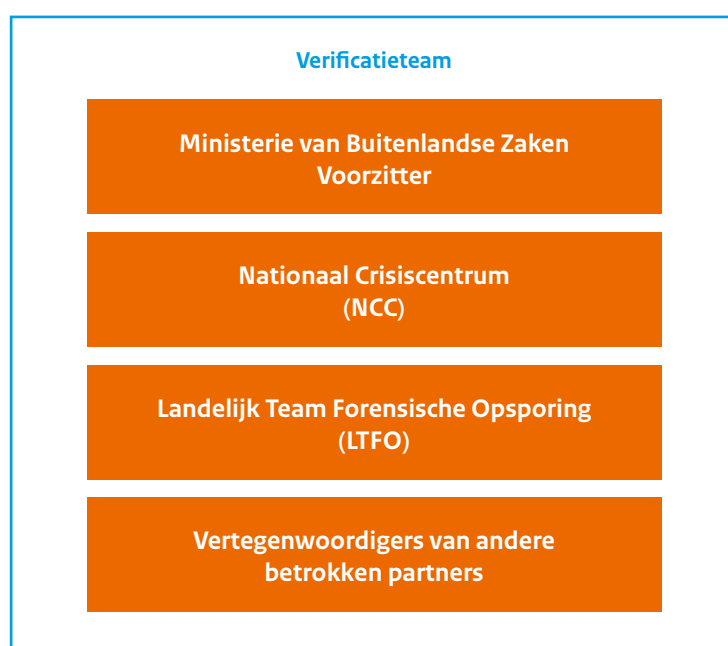 Verificatieteam
Ministerie van Buitenlandse Zaken
Voorzitter
Nationaal Crisiscentrum
(NCC)
Landelijk Team Forensische Opsporing
(LTFO)
Vertegenwoordigers van andere
betrokken partners